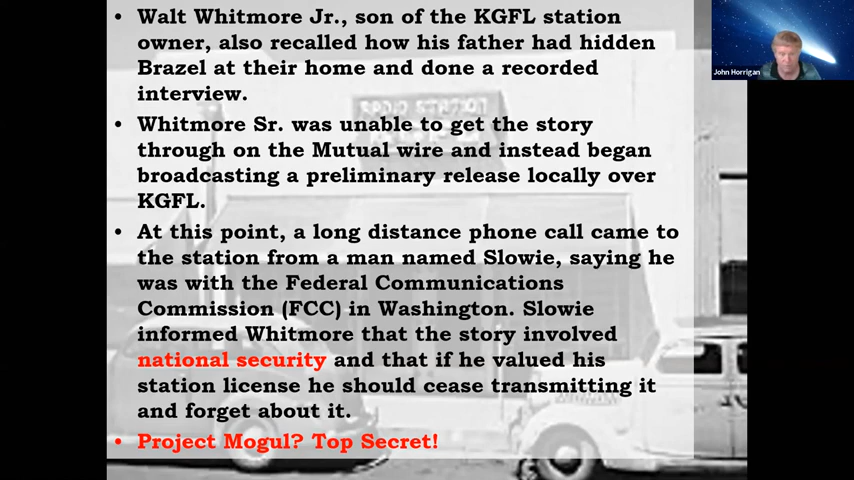 • Walt Whitmore Jr., son of the KGFL station
owner, also recalled how his father had hidden
Brazel at their home and done a recorded
interview.
• Whitmore Sr. was unable to get the story
through on the Mutual wire and instead began
broadcasting a preliminary release locally over
KGFL.
• At this point, a long distance phone call came to
the station from a man named Slowie, saying he
was with the Federal Communications
Commission (FCC) in Washington. Slowie
informed Whitmore that the story involved
national security and that if he valued his
station license he should cease transmitting it
and forget about it.
• Project Mogul? Top Secret!
RADIO STATION
KGFL
John Horrigan